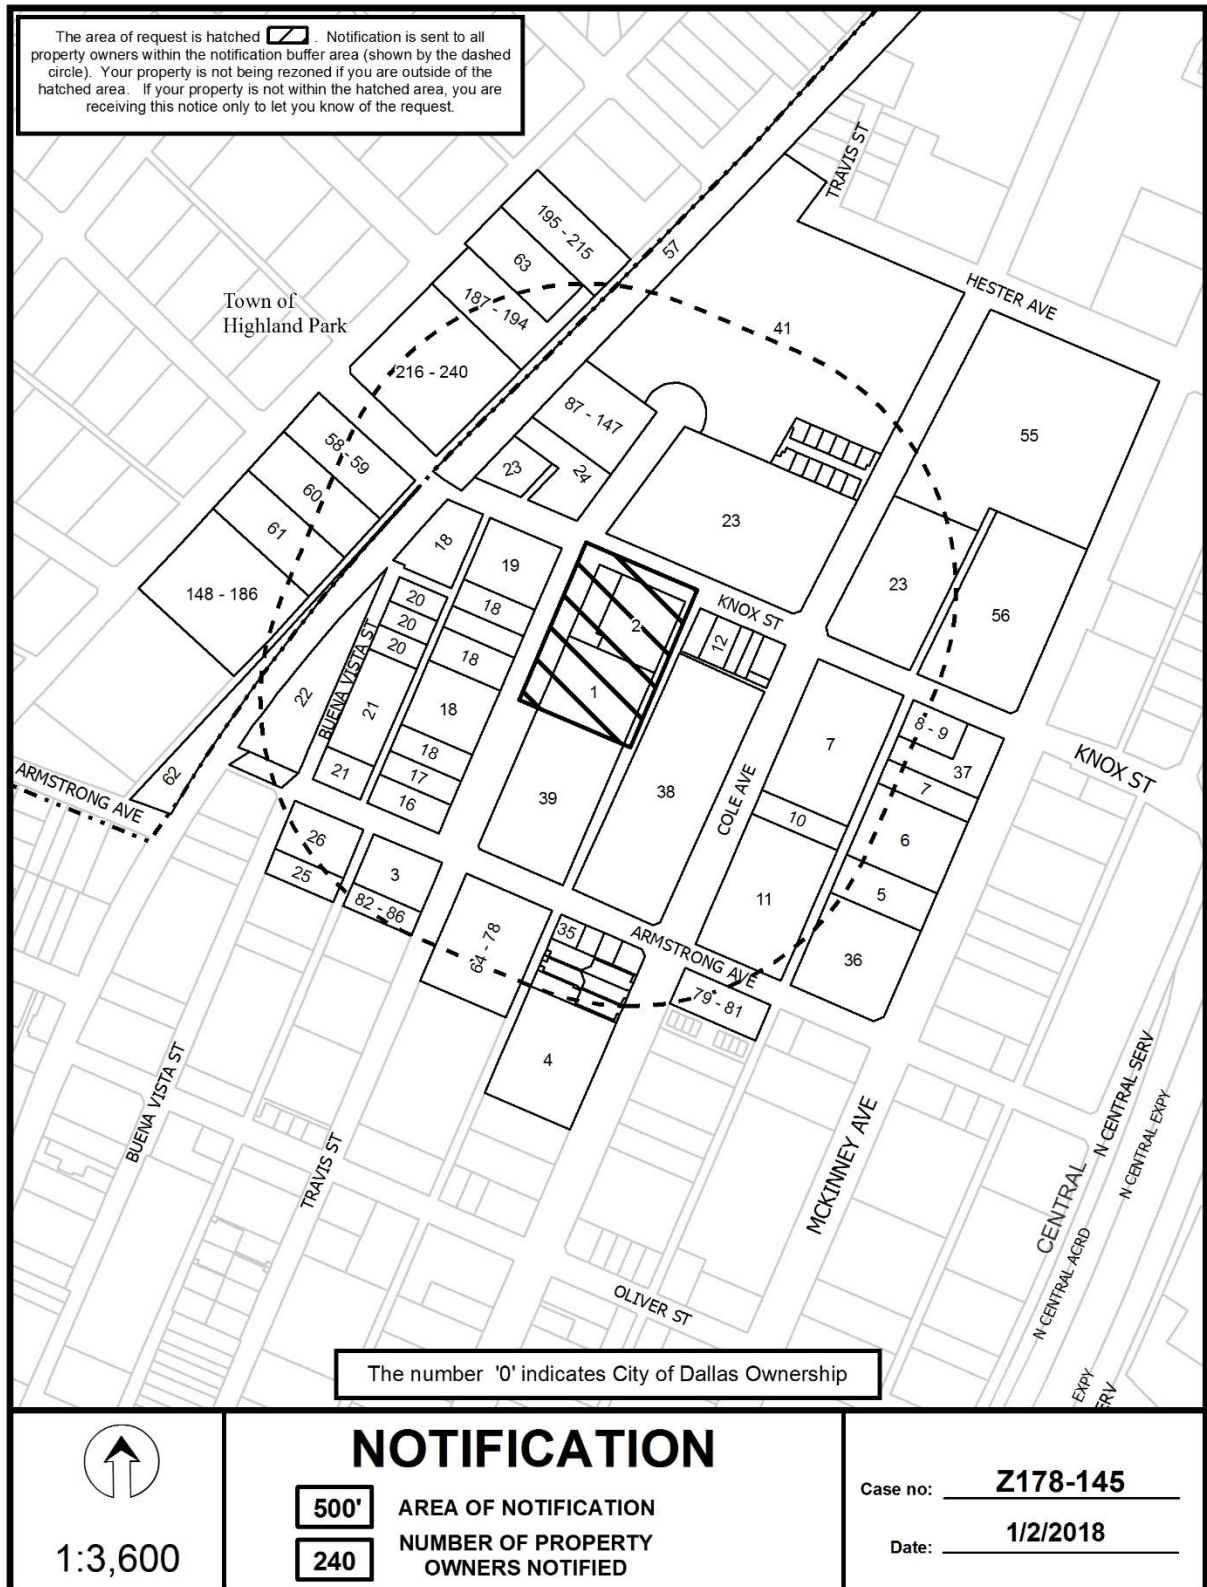 The area of request is hatched . Notification is sent to all
property owners within the notification buffer area (shown by the dashed
circle). Your property is not being rezoned if you are outside of the
hatched area. If your property is not within the hatched area, you are
receiving this notice only to let you know of the request.
TRAVIS ST
195 - 215
57
63
HESTER AVE
Town of
Highland Park
187 - 194
41
216 - 240
87 - 147
55
58 - 59
23
24
60
23
61
18
19
23
148 - 186
20
18
KNOX ST
56
20
2
12
20
18
BUENA VISTA ST
22
1
21
18
7
8 - 9
18
KNOX ST
37
62
21
17
7
ARMSTRONG AVE
39
38
COLE AVE
16
10
26
6
3
25
5
11
82 - 86
35
ARMSTRONG AVE
64 - 78
36
79 - 81
4
BUENA VISTA ST
TRAVIS ST
MCKINNEY AVE
N CENTRAL SERV
N CENTRAL EXPY
CENTRAL
N CENTRAL ACRD
OLIVER ST
EXPY
ERV
The number '0' indicates City of Dallas Ownership
1:3,600
NOTIFICATION
500' AREA OF NOTIFICATION
240 NUMBER OF PROPERTY
OWNERS NOTIFIED
Case no: Z178-145
Date: 1/2/2018